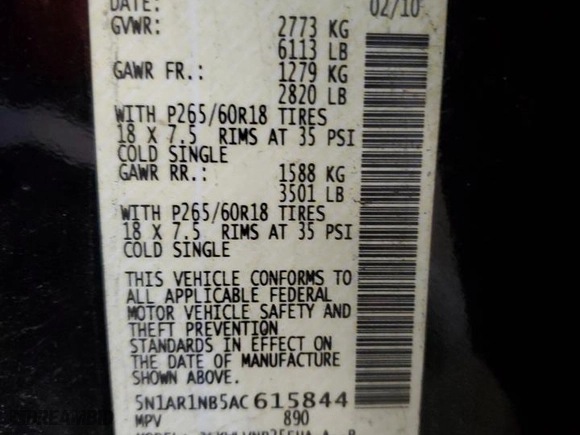 DATE: 02/10
GVWR: 2773 KG
6113 LB
GAWR FR.: 1279 KG
2820 LB
WITH P265/60R18 TIRES
18 X 7.5 RIMS AT 35 PSI
COLD SINGLE
GAWR RR.: 1588 KG
3501 LB
WITH P265/60R18 TIRES
18 X 7.5 RIMS AT 35 PSI
COLD SINGLE
THIS VEHICLE CONFORMS TO
ALL APPLICABLE FEDERAL
MOTOR VEHICLE SAFETY AND
THEFT PREVENTION
STANDARDS IN EFFECT ON
THE DATE OF MANUFACTURE
SHOWN ABOVE.
5N1AR1NB5AC615844
MPV 890